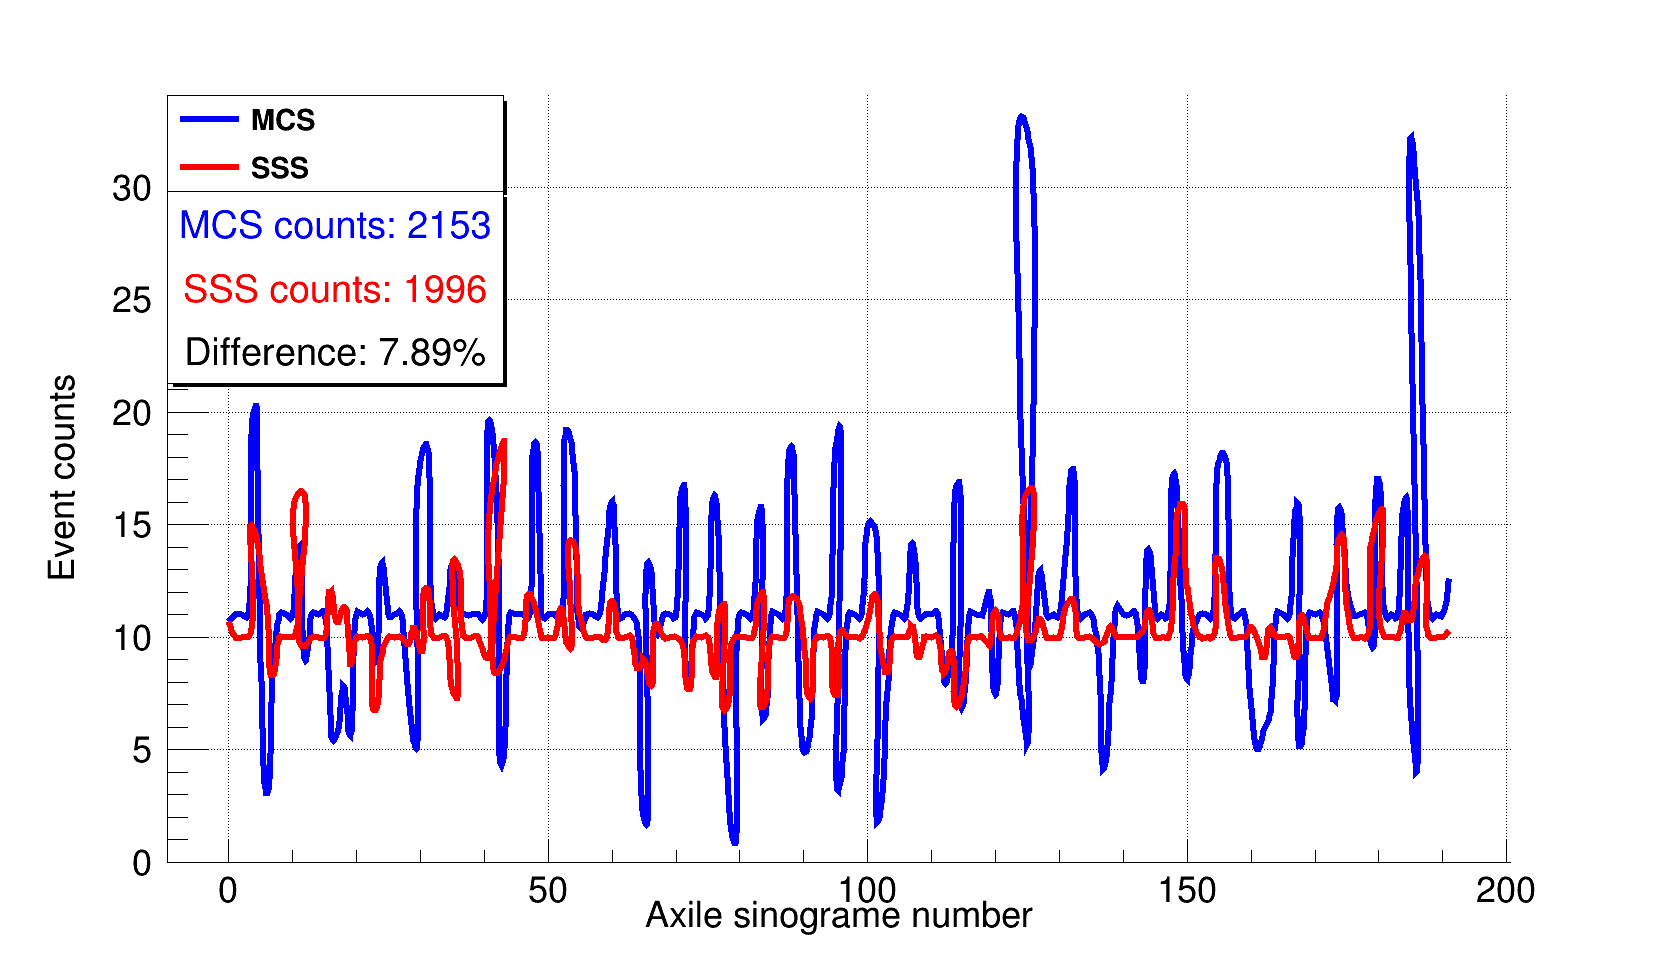 MCS
SSS
MCS counts: 2153
SSS counts: 1996
Difference: 7.89%
Event counts
30
25
20
15
10
5
0
0 50 100 150 200
Axile sinograme number